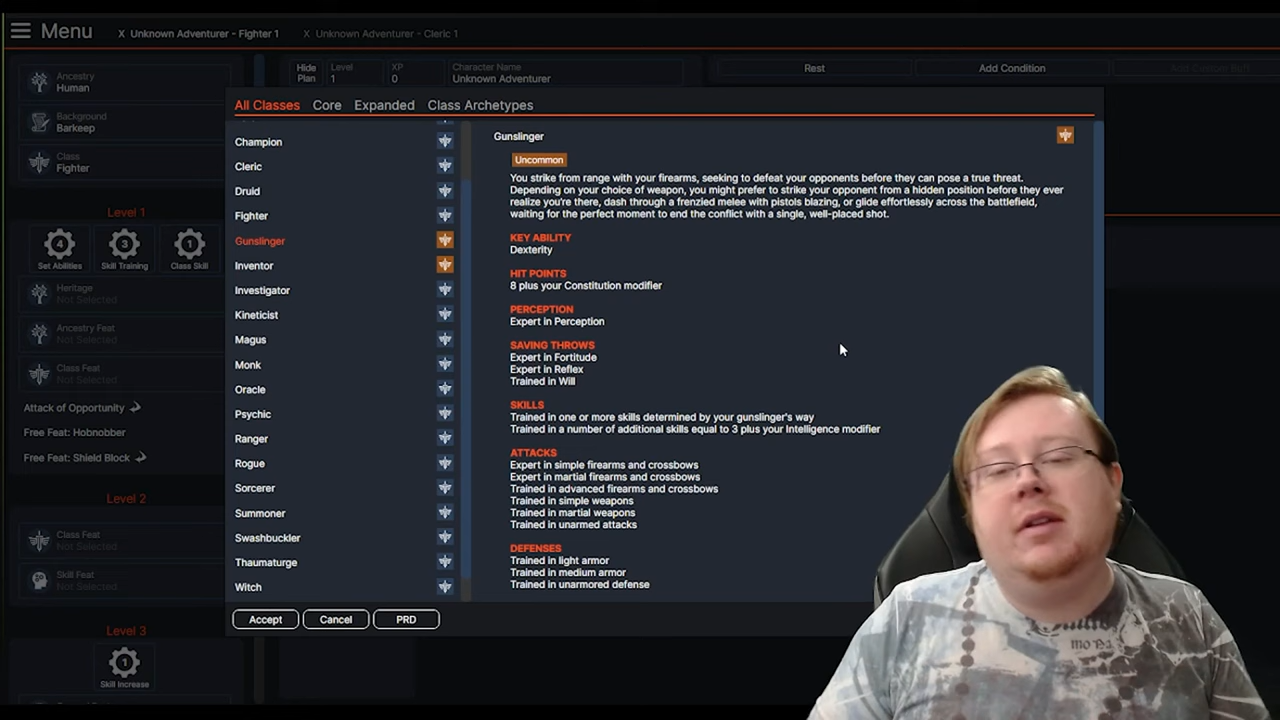 Menu
X Unknown Adventurer - Fighter 1
X Unknown Adventurer - Cleric 1
Ancestry
Human
Background
Barkeep
Class
Fighter
Hide
Plan
Level
1
XP
0
Character Name
Unknown Adventurer
Rest
Add Condition
Add Custom Buff
Level 1
4
Set Abilities
3
Skill Training
1
Class Skill
Heritage
Not Selected
Ancestry Feat
Not Selected
Class Feat
Not Selected
Attack of Opportunity
Free Feat: Hobnobber
Free Feat: Shield Block
Level 2
Class Feat
Not Selected
Skill Feat
Not Selected
Level 3
1
Skill Increase
All Classes
Core
Expanded
Class Archetypes
Champion
Cleric
Druid
Fighter
Gunslinger
Inventor
Investigator
Kineticist
Magus
Monk
Oracle
Psychic
Ranger
Rogue
Sorcerer
Summoner
Swashbuckler
Thaumaturge
Witch
Gunslinger
Uncommon
You strike from range with your firearms, seeking to defeat your opponents before they can pose a true threat.
Depending on your choice of weapon, you might prefer to strike your opponent from a hidden position before they ever
realize you're there, dash through a frenzied melee with pistols blazing, or glide effortlessly across the battlefield,
waiting for the perfect moment to end the conflict with a single, well-placed shot.
KEY ABILITY
Dexterity
HIT POINTS
8 plus your Constitution modifier
PERCEPTION
Expert in Perception
SAVING THROWS
Expert in Fortitude
Expert in Reflex
Trained in Will
SKILLS
Trained in one or more skills determined by your gunslinger's way
Trained in a number of additional skills equal to 3 plus your Intelligence modifier
ATTACKS
Expert in simple firearms and crossbows
Expert in martial firearms and crossbows
Trained in advanced firearms and crossbows
Trained in simple weapons
Trained in martial weapons
Trained in unarmed attacks
DEFENSES
Trained in light armor
Trained in medium armor
Trained in unarmored defense
Accept
Cancel
PRD